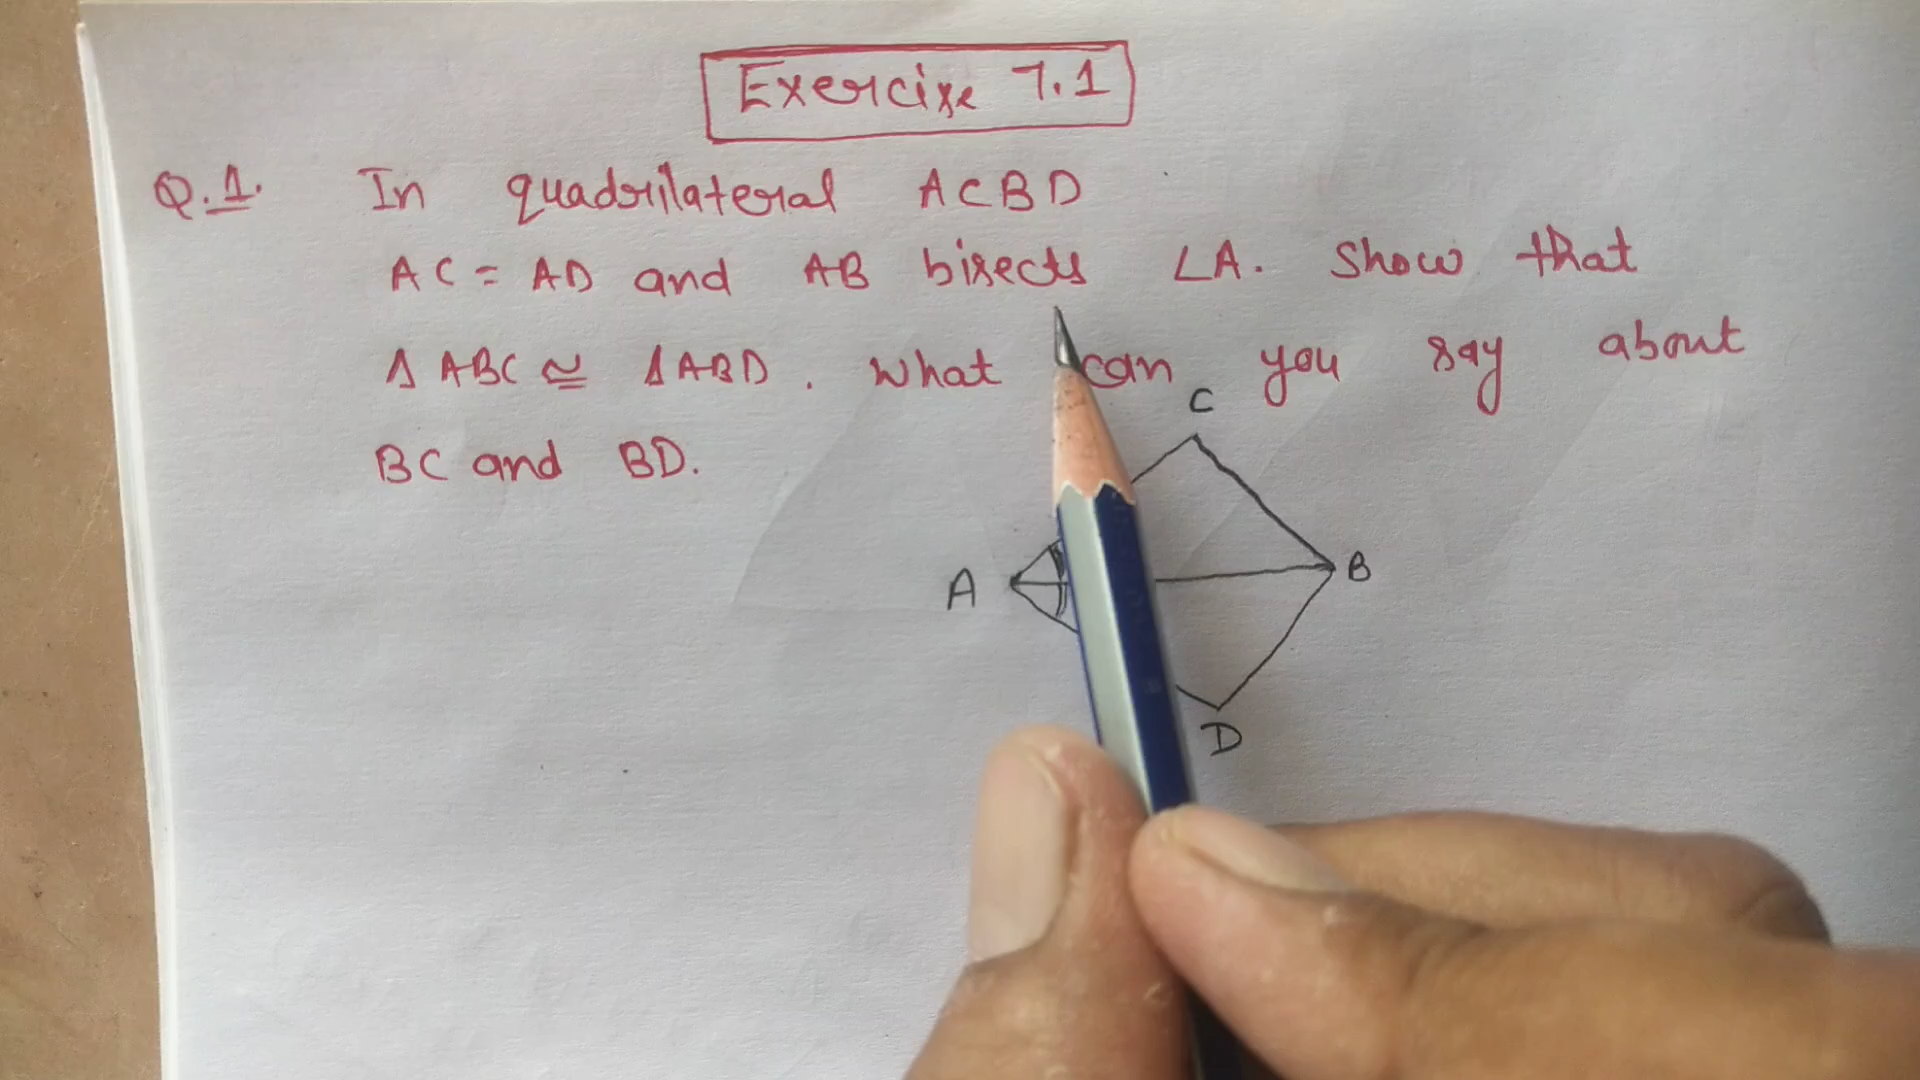 Exercise 7.1
Q.1. In quadrilateral ACBD
AC = AD and AB bisects ∠A. Show that
Δ ABC ≅ ΔABD. What can you say about
BC and BD.
C
A
B
D